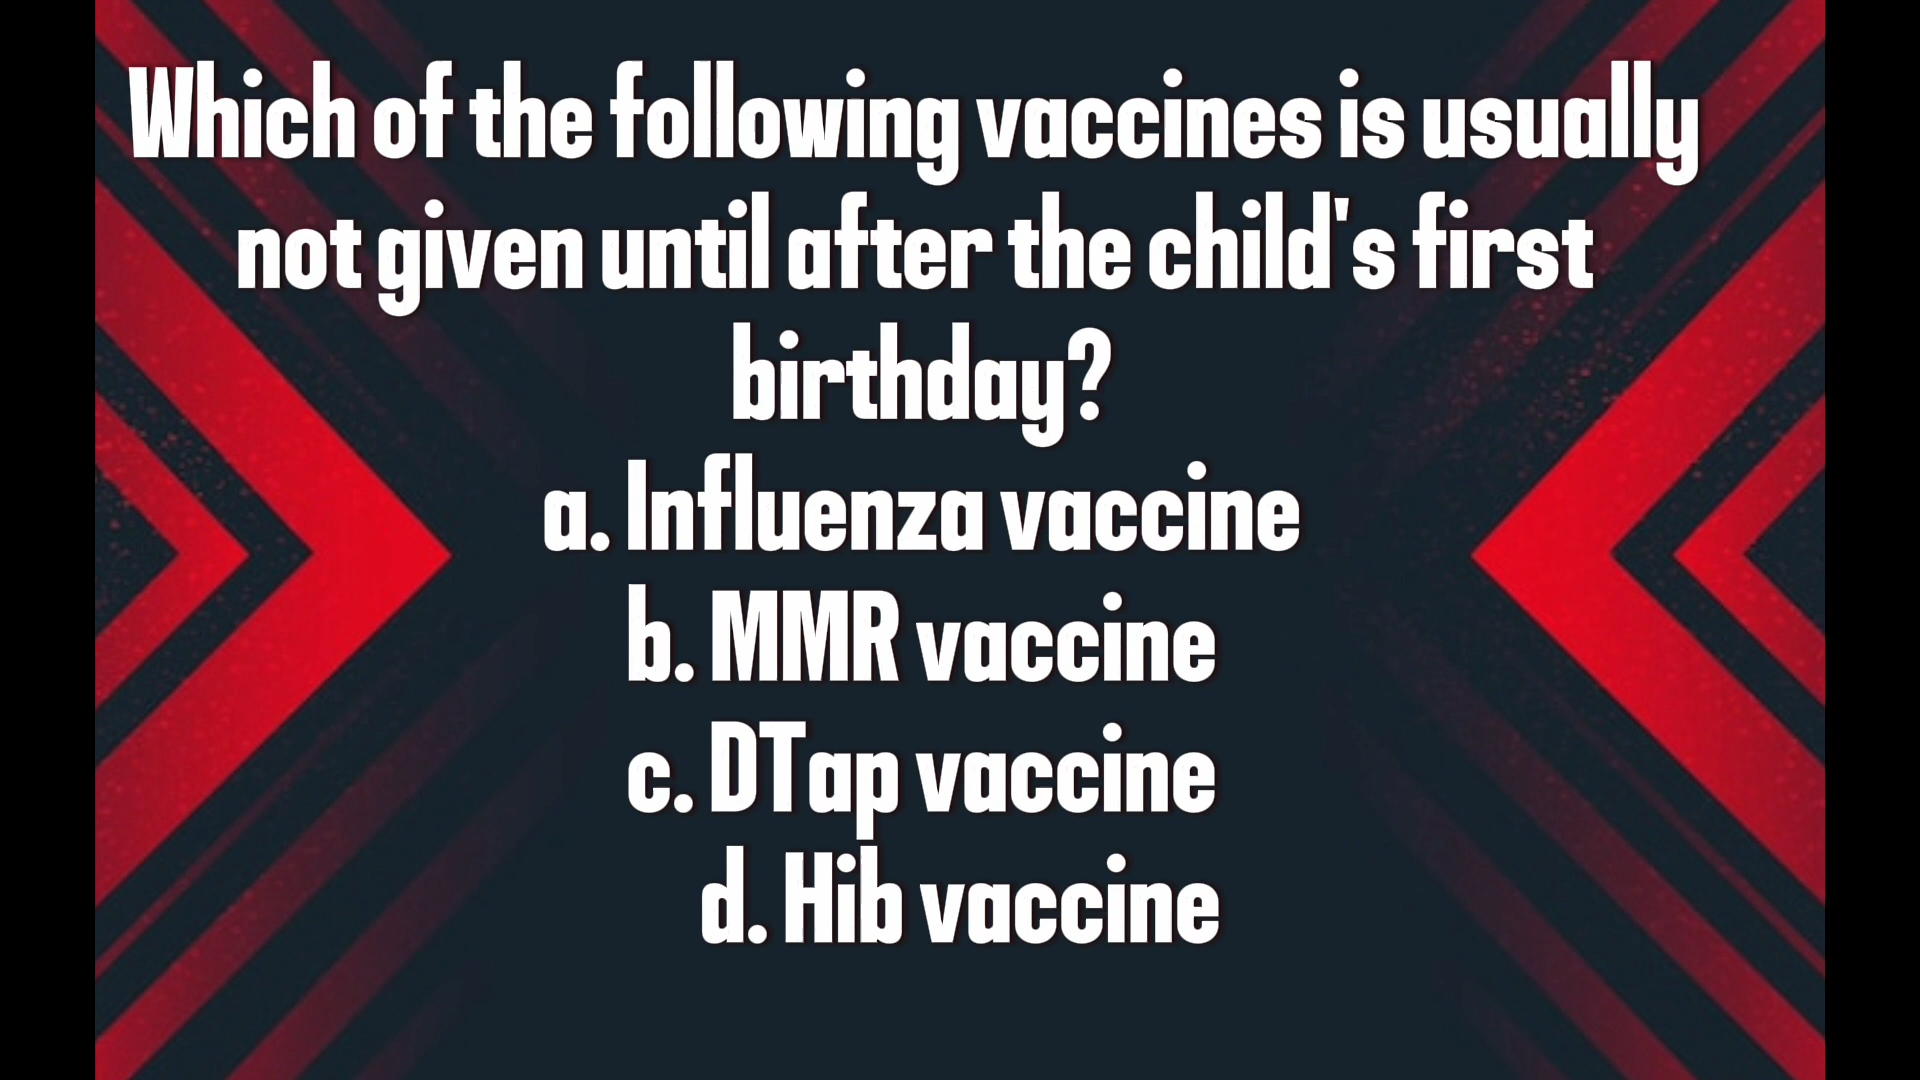 Which of the following vaccines is usually
not given until after the child's first
birthday?
a. Influenza vaccine
b. MMR vaccine
c. DTap vaccine
d. Hib vaccine